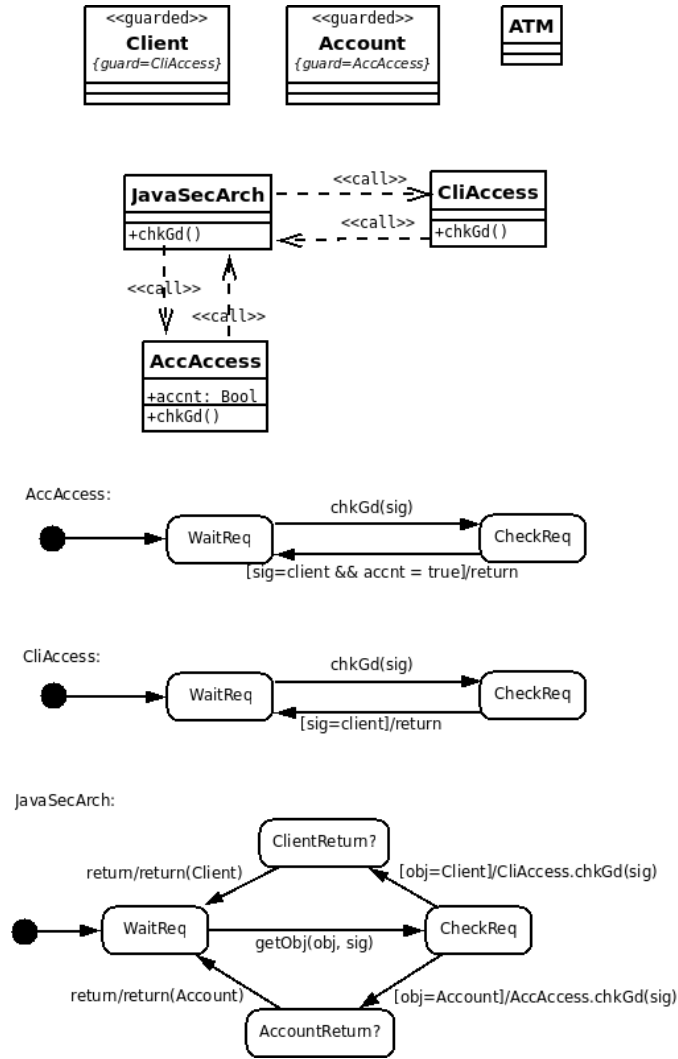 <<guarded>>
Client
{guard=CliAccess}
<<guarded>>
Account
{guard=AccAccess}
ATM
<<call>>
JavaSecArch
+chkGd()
CliAccess
+chkGd()
<<call>>
<<call>>
<<call>>
AccAccess
+accnt: Bool
+chkGd()
AccAccess:
WaitReq
chkGd(sig)
CheckReq
[sig=client && accnt = true]/return
CliAccess:
WaitReq
chkGd(sig)
CheckReq
[sig=client]/return
JavaSecArch:
ClientReturn?
return/return(Client)
[obj=Client]/CliAccess.chkGd(sig)
WaitReq
getObj(obj, sig)
CheckReq
return/return(Account)
[obj=Account]/AccAccess.chkGd(sig)
AccountReturn?